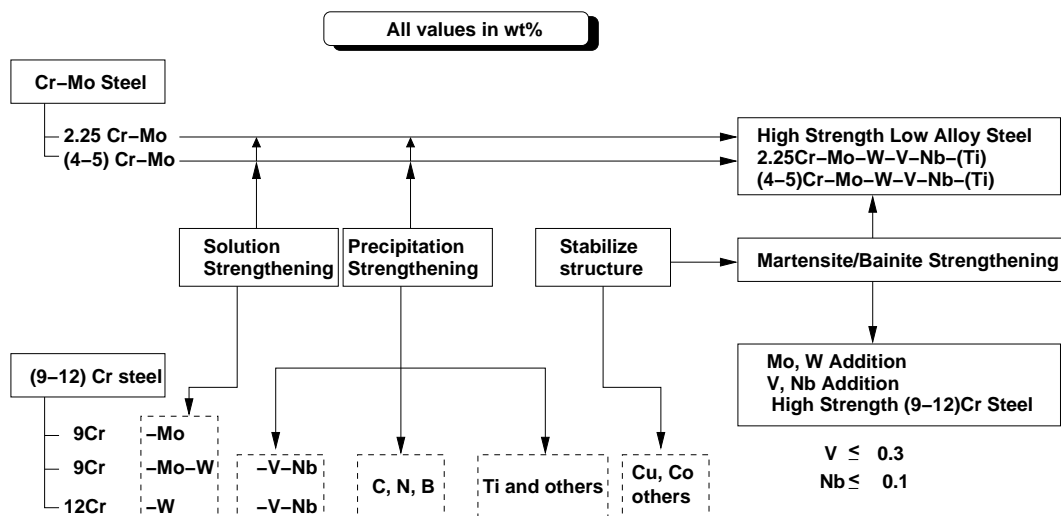 All values in wt%
Cr–Mo Steel
2.25 Cr–Mo
(4–5) Cr–Mo
High Strength Low Alloy Steel
2.25Cr–Mo–W–V–Nb–(Ti)
(4–5)Cr–Mo–W–V–Nb–(Ti)
Solution
Strengthening
Precipitation
Strengthening
Stabilize
structure
Martensite/Bainite Strengthening
(9–12) Cr steel
Mo, W Addition
V, Nb Addition
High Strength (9–12)Cr Steel
9Cr
–Mo
9Cr
–Mo–W
12Cr
–W
–V–Nb
–V–Nb
C, N, B
Ti and others
Cu, Co
others
V ≤ 0.3
Nb ≤ 0.1